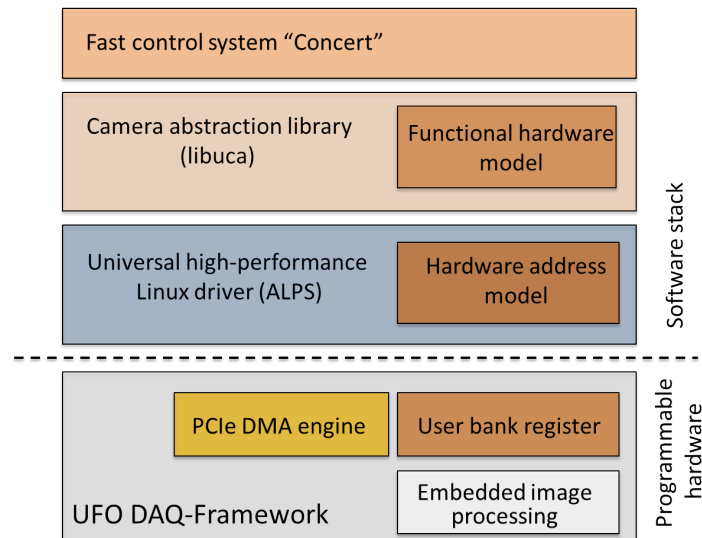 Fast control system “Concert”
Camera abstraction library
(libuca)
Functional hardware
model
Universal high-performance
Linux driver (ALPS)
Hardware address
model
Software stack
PCIe DMA engine
User bank register
Embedded image
processing
UFO DAQ-Framework
Programmable
hardware